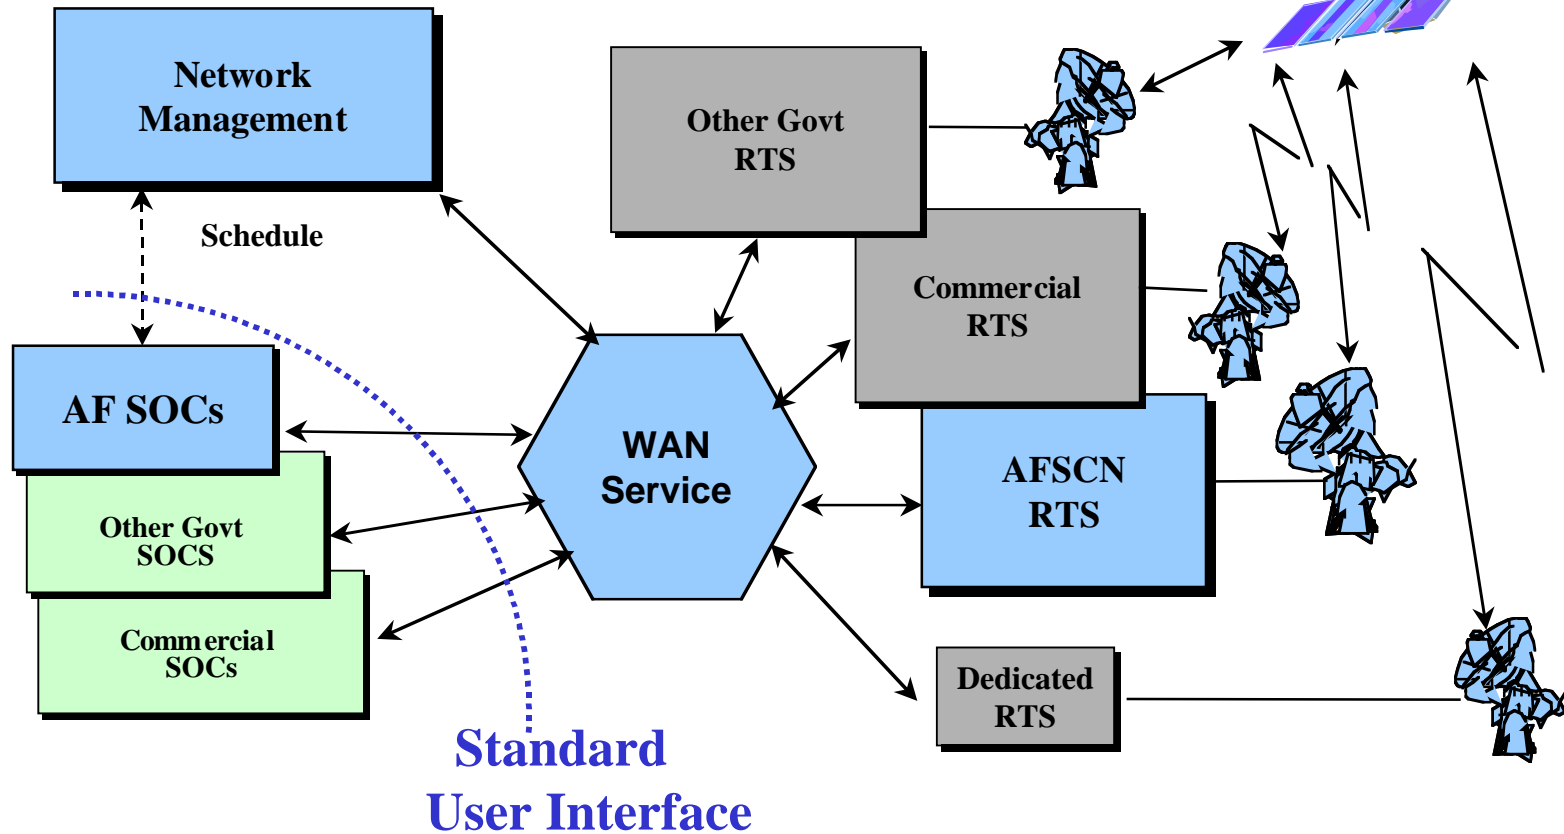 Network
Management
Other Govt
RTS
Schedule
Commercial
RTS
AF SOCs
WAN
Service
AFSCN
RTS
Other Govt
SOCS
Commercial
SOCs
Dedicated
RTS
Standard
User Interface